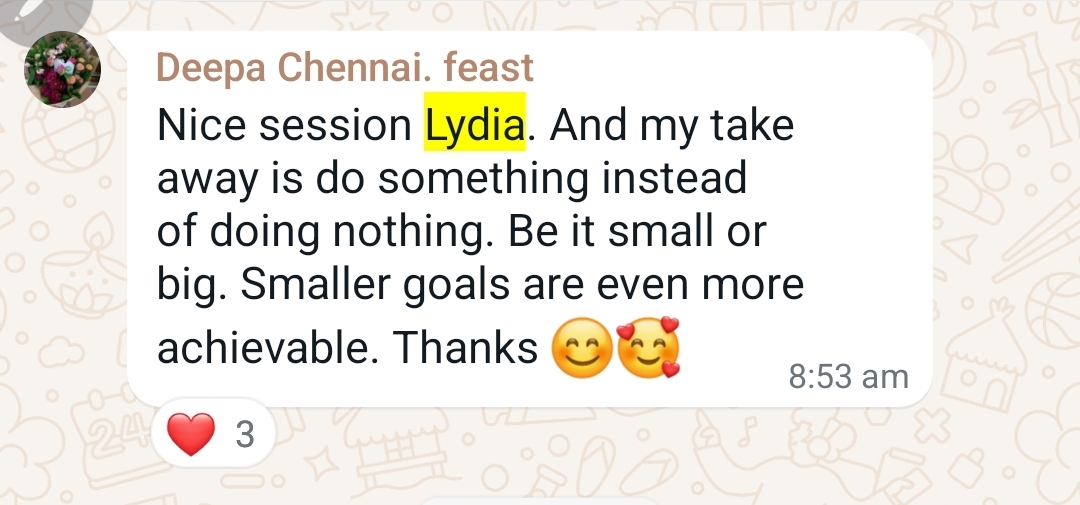 Deepa Chennai. feast
Nice session Lydia. And my take
away is do something instead
of doing nothing. Be it small or
big. Smaller goals are even more
achievable. Thanks 😊🥰
8:53 am
❤️ 3